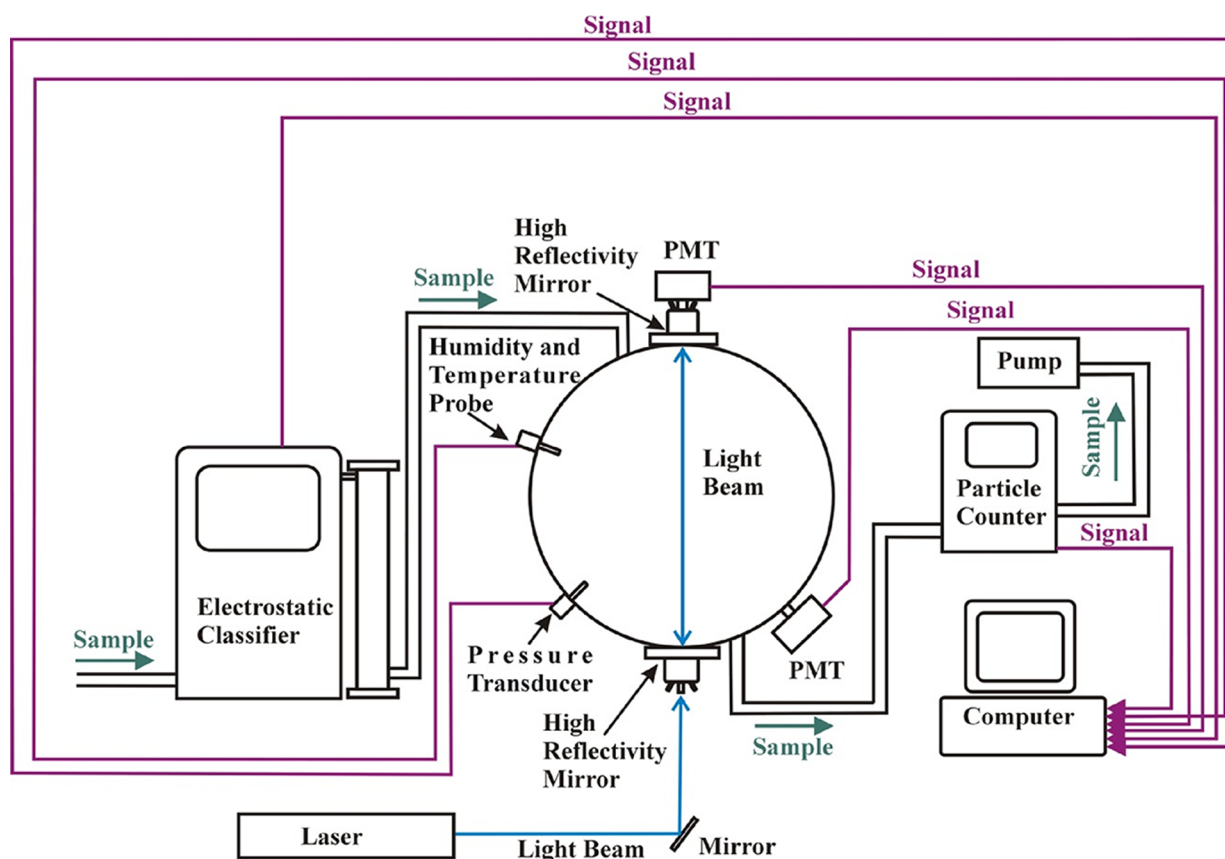 Signal
Signal
Signal
High
Reflectivity
Mirror
PMT
Sample
Signal
Signal
Humidity and
Temperature
Probe
Pump
Light
Beam
Sample
Particle
Counter
Signal
Electrostatic
Classifier
Sample
Pressure
Transducer
PMT
High
Reflectivity
Mirror
Sample
Computer
Laser
Light Beam
Mirror